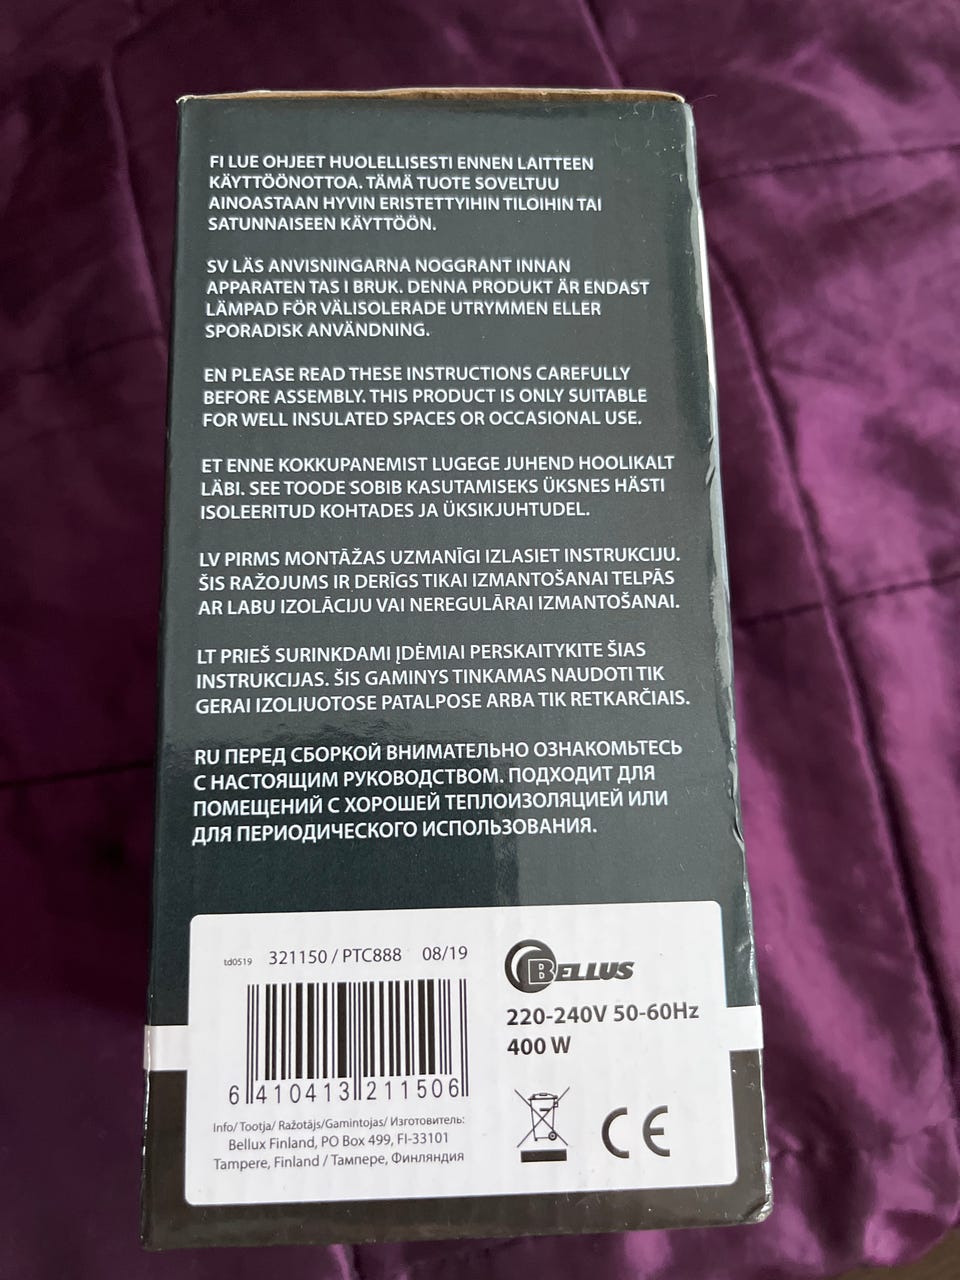 FI LUE OHJEET HUOLELLISESTI ENNEN LAITTEEN
KÄYTTÖÖNOTTOA. TÄMÄ TUOTE SOVELTUU
AINOASTAAN HYVIN ERISTETTYIHIN TILOIHIN TAI
SATUNNAISEEN KÄYTTÖÖN.
SV LÄS ANVISNINGARNA NOGGRANT INNAN
APPARATEN TAS I BRUK. DENNA PRODUKT ÄR ENDAST
LÄMPAD FÖR VÄLISOLERADE UTRYMMEN ELLER
SPORADISK ANVÄNDNING.
EN PLEASE READ THESE INSTRUCTIONS CAREFULLY
BEFORE ASSEMBLY. THIS PRODUCT IS ONLY SUITABLE
FOR WELL INSULATED SPACES OR OCCASIONAL USE.
ET ENNE KOKKUPANEMIST LUGEGE JUHEND HOOLIKALT
LÄBI. SEE TOODE SOBIB KASUTAMISEKS ÜKSNES HÄSTI
ISOLEERITUD KOHTADES JA ÜKSIKJUHTUDEL.
LV PIRMS MONTĀŽAS UZMANĪGI IZLASIET INSTRUKCIJU.
ŠIS RAŽOJUMS IR DERĪGS TIKAI IZMANTOŠANAI TELPĀS
AR LABU IZOLĀCIJU VAI NEREGULĀRAI IZMANTOŠANAI.
LT PRIEŠ SURINKDAMI ĮDĖMIAI PERSKAITYKITE ŠIAS
INSTRUKCIJAS. ŠIS GAMINYS TINKAMAS NAUDOTI TIK
GERAI IZOLIUOTOSE PATALPOSE ARBA TIK RETKARČIAIS.
RU ПЕРЕД СБОРКОЙ ВНИМАТЕЛЬНО ОЗНАКОМЬТЕСЬ
С НАСТОЯЩИМ РУКОВОДСТВОМ. ПОДХОДИТ ДЛЯ
ПОМЕЩЕНИЙ С ХОРОШЕЙ ТЕПЛОИЗОЛЯЦИЕЙ ИЛИ
ДЛЯ ПЕРИОДИЧЕСКОГО ИСПОЛЬЗОВАНИЯ.
td0519 321150 / PTC888 08/19
6 410413 211506
Info/ Tootja/ Ražotājs/Gamintojas/ Изготовитель:
Bellux Finland, PO Box 499, FI-33101
Tampere, Finland / Тампере, Финляндия
BELLUS
220-240V 50-60Hz
400 W
CE